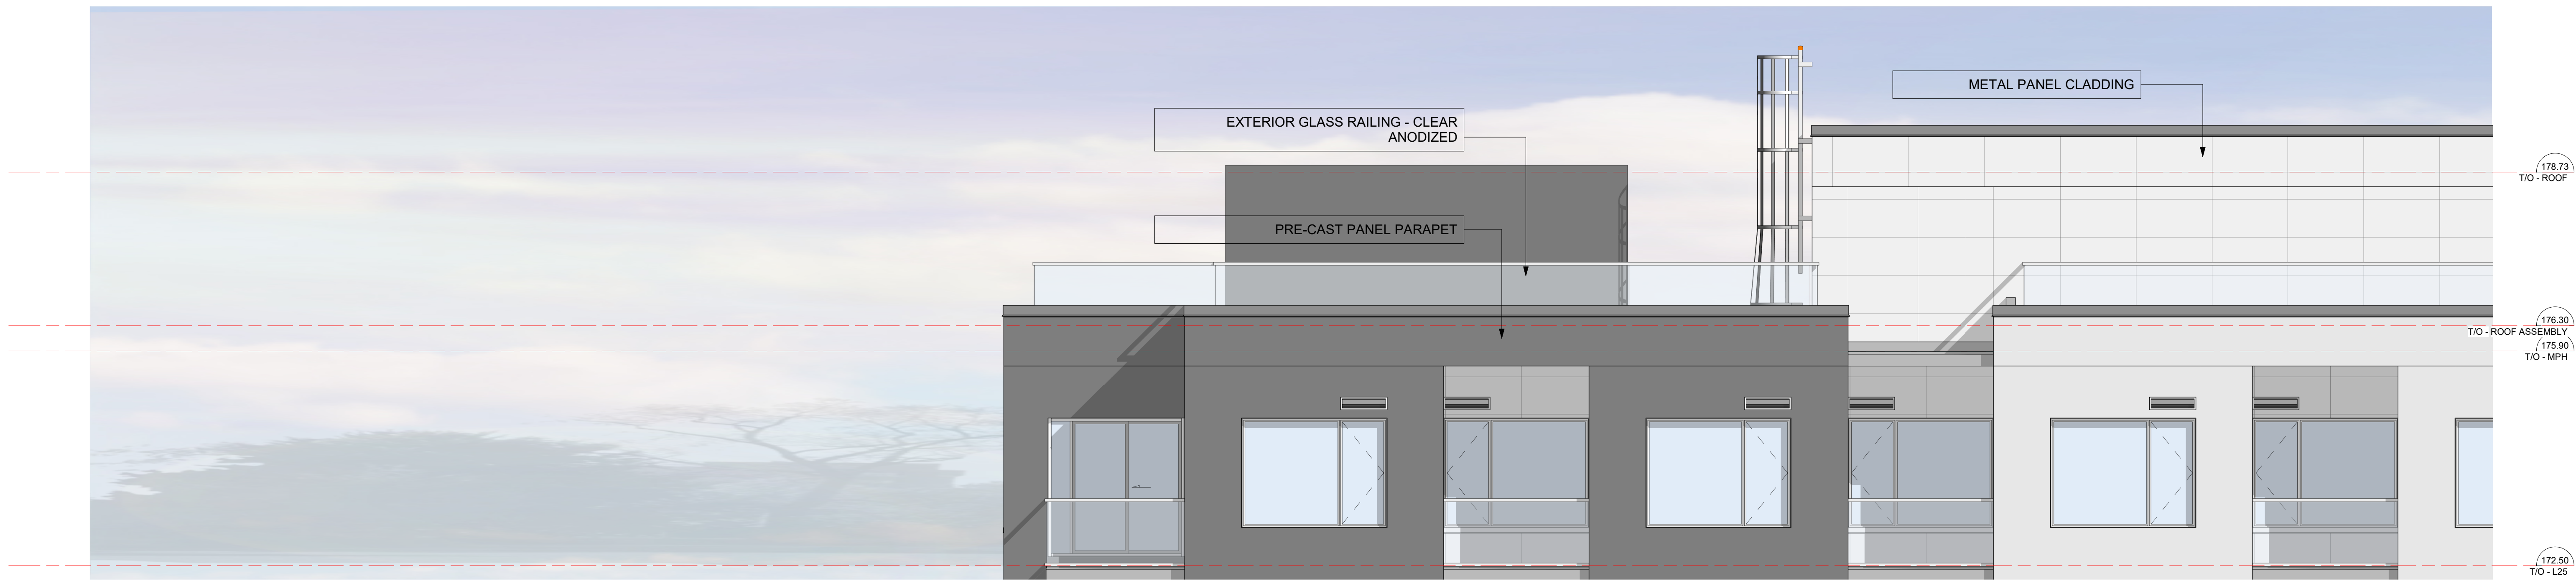 METAL PANEL CLADDING
EXTERIOR GLASS RAILING - CLEAR
ANODIZED
178.73
T/O - ROOF
PRE-CAST PANEL PARAPET
176.30
T/O - ROOF ASSEMBLY
175.90
T/O - MPH
172.50
T/O - L25